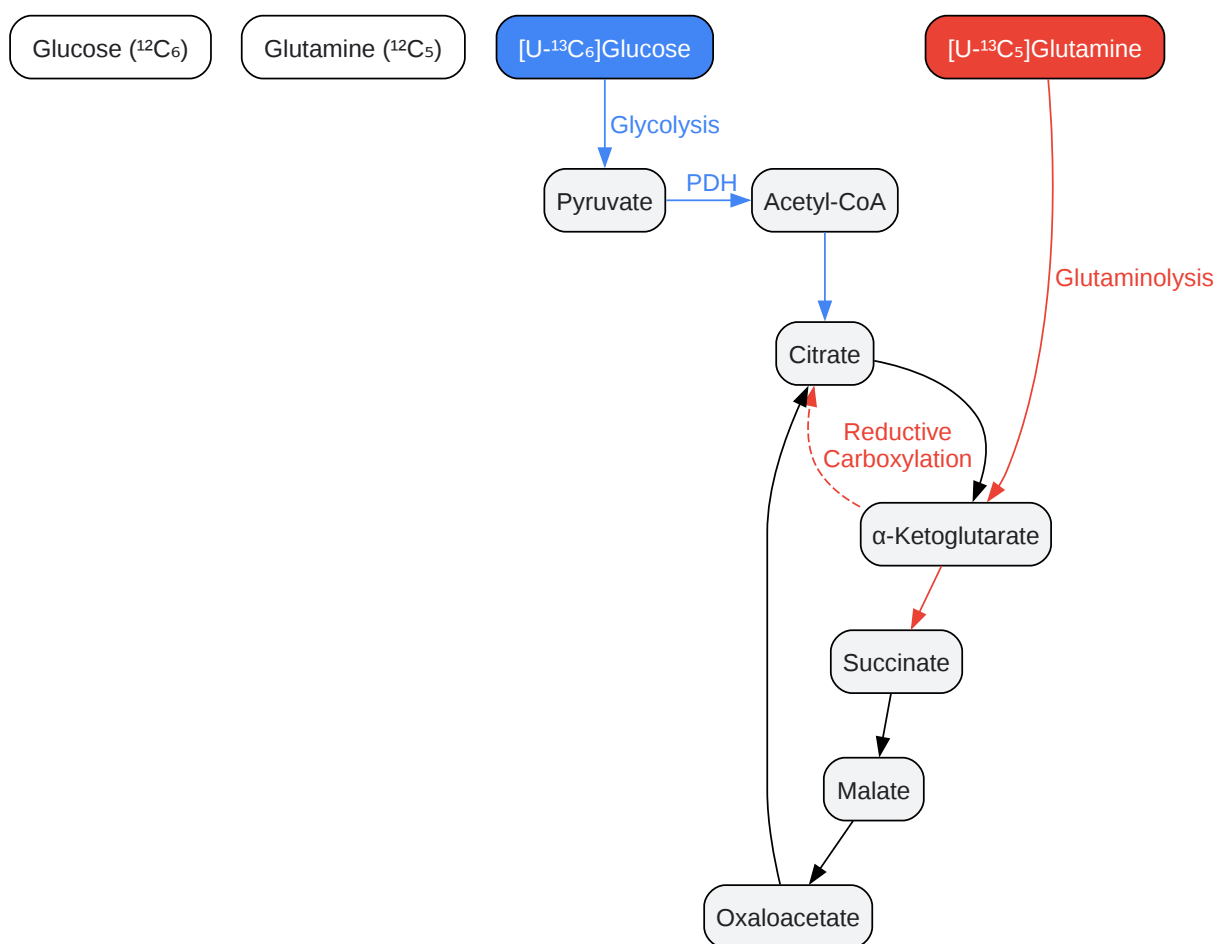 Glucose (¹²C₆)
Glutamine (¹²C₅)
[U-¹³C₆]Glucose
[U-¹³C₅]Glutamine
Glycolysis
Pyruvate
PDH
Acetyl-CoA
Glutaminolysis
Citrate
Reductive
Carboxylation
α-Ketoglutarate
Succinate
Malate
Oxaloacetate